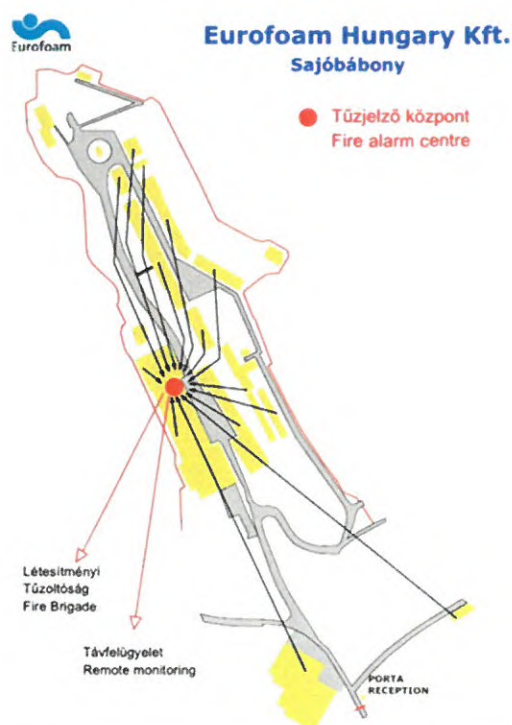 Eurofoam
Eurofoam Hungary Kft.
Sajóbábony
Tűzjelző központ
Fire alarm centre
Létesítményi
Tűzoltóság
Fire Brigade
Távfelügyelet
Remote monitoring
PORTA
RECEPTION